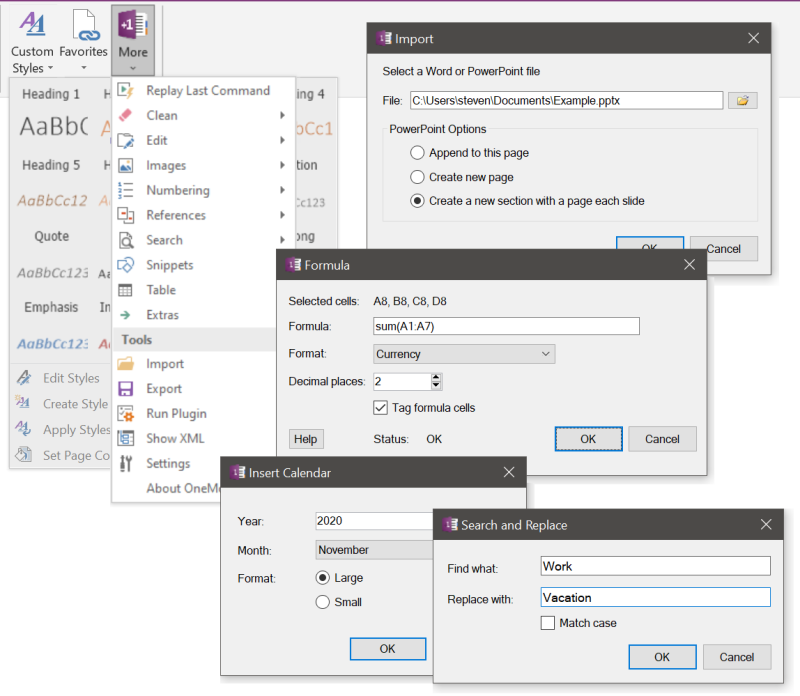 Custom
Styles
Favorites
+1
More
Heading 1
AaBbC
Heading 5
AaBbCc12
Quote
AaBbCc123
Emphasis
AaBbCc123
Edit Styles
Create Style
Apply Styles
Set Page Co
Replay Last Command
Clean
Edit
Images
Numbering
References
Search
Snippets
Table
Extras
Tools
Import
Export
Run Plugin
Show XML
Settings
About OneM
ng 4
bCc1
tion
Cc123
ong
Import
Select a Word or PowerPoint file
File: C:\Users\steven\Documents\Example.pptx
PowerPoint Options
Append to this page
Create new page
Create a new section with a page each slide
OK Cancel
Formula
Selected cells: A8, B8, C8, D8
Formula: sum(A1:A7)
Format: Currency
Decimal places: 2
Tag formula cells
Help Status: OK OK Cancel
Insert Calendar
Year: 2020
Month: November
Format: Large
Small
OK
Search and Replace
Find what: Work
Replace with: Vacation
Match case
OK Cancel